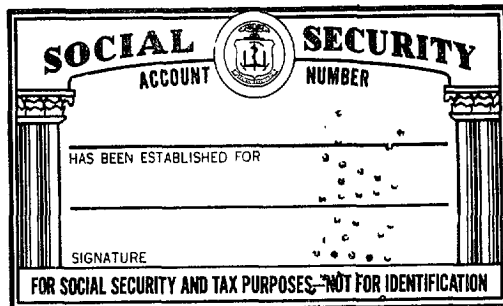 SOCIAL SECURITY
ACCOUNT NUMBER
HAS BEEN ESTABLISHED FOR
SIGNATURE
FOR SOCIAL SECURITY AND TAX PURPOSES-NOT FOR IDENTIFICATION